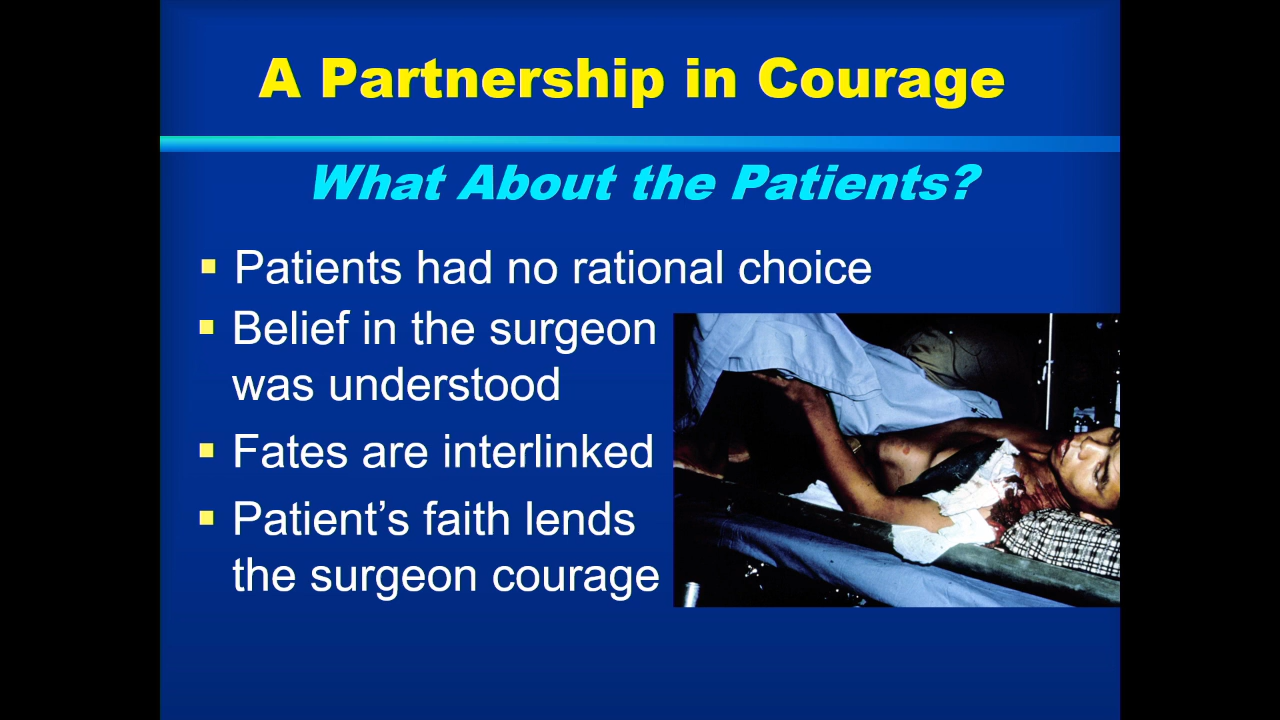 A Partnership in Courage
What About the Patients?
▪ Patients had no rational choice
▪ Belief in the surgeon
was understood
▪ Fates are interlinked
▪ Patient’s faith lends
the surgeon courage